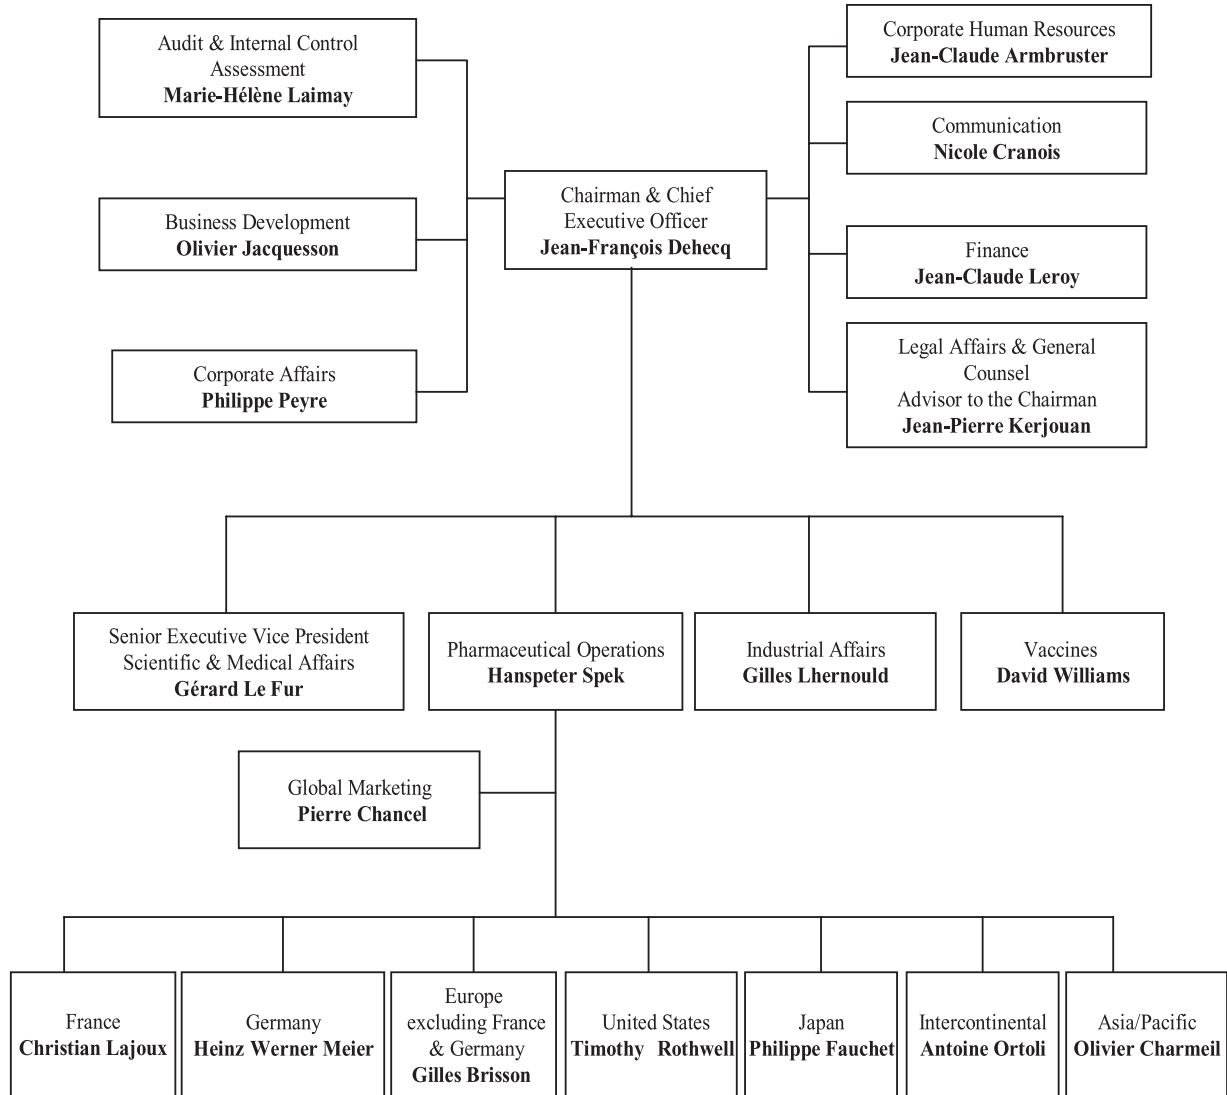 Audit & Internal Control
Assessment
Marie-Hélène Laimay
Business Development
Olivier Jacquesson
Corporate Affairs
Philippe Peyre
Chairman & Chief
Executive Officer
Jean-François Dehecq
Corporate Human Resources
Jean-Claude Armbruster
Communication
Nicole Cranois
Finance
Jean-Claude Leroy
Legal Affairs & General
Counsel
Advisor to the Chairman
Jean-Pierre Kerjouan
Senior Executive Vice President
Scientific & Medical Affairs
Gérard Le Fur
Pharmaceutical Operations
Hanspeter Spek
Industrial Affairs
Gilles Lhernould
Vaccines
David Williams
Global Marketing
Pierre Chancel
France
Christian Lajoux
Germany
Heinz Werner Meier
Europe
excluding France
& Germany
Gilles Brisson
United States
Timothy Rothwell
Japan
Philippe Fauchet
Intercontinental
Antoine Ortoli
Asia/Pacific
Olivier Charmeil